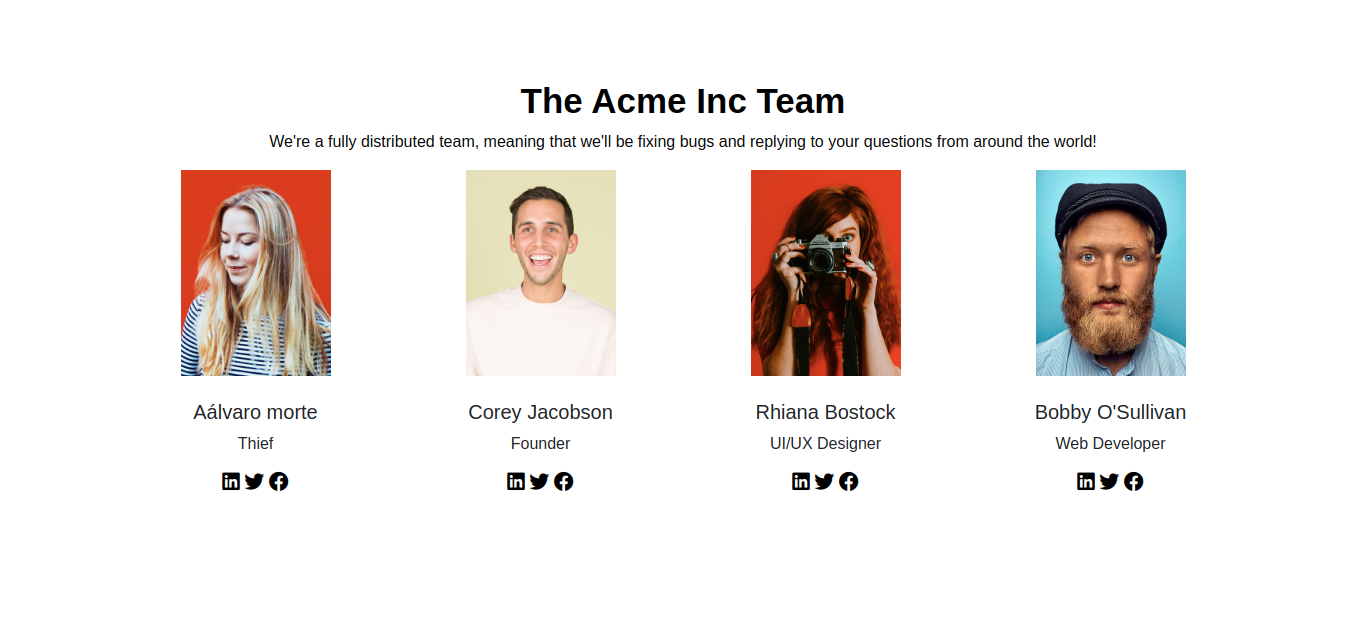 The Acme Inc Team
We're a fully distributed team, meaning that we'll be fixing bugs and replying to your questions from around the world!
Aálvaro morte
Corey Jacobson
Rhiana Bostock
Bobby O'Sullivan
Thief
Founder
UI/UX Designer
Web Developer